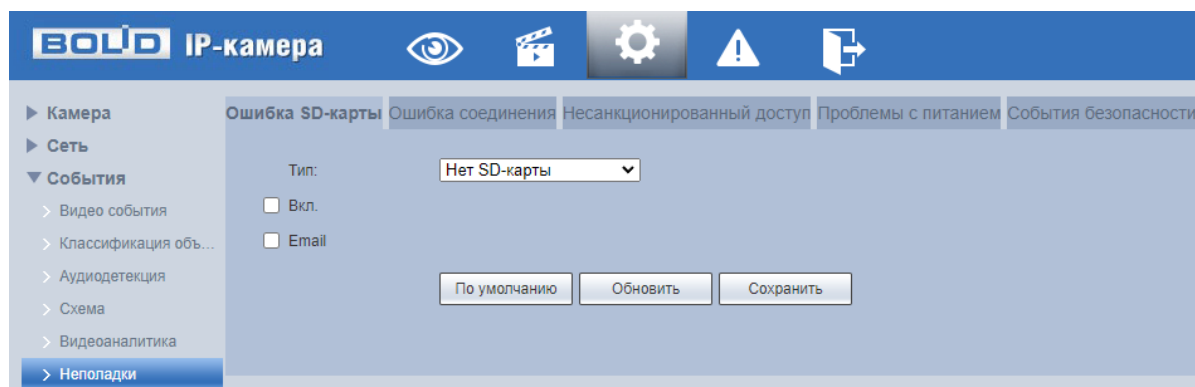 BOLID IP-камера
Камера
Сеть
События
Видео события
Классификация объ...
Аудиодетекция
Схема
Видеоаналитика
Неполадки
Ошибка SD-карты Ошибка соединения Несанкционированный доступ Проблемы с питанием События безопасности
Тип: Нет SD-карты
Вкл.
Email
По умолчанию Обновить Сохранить